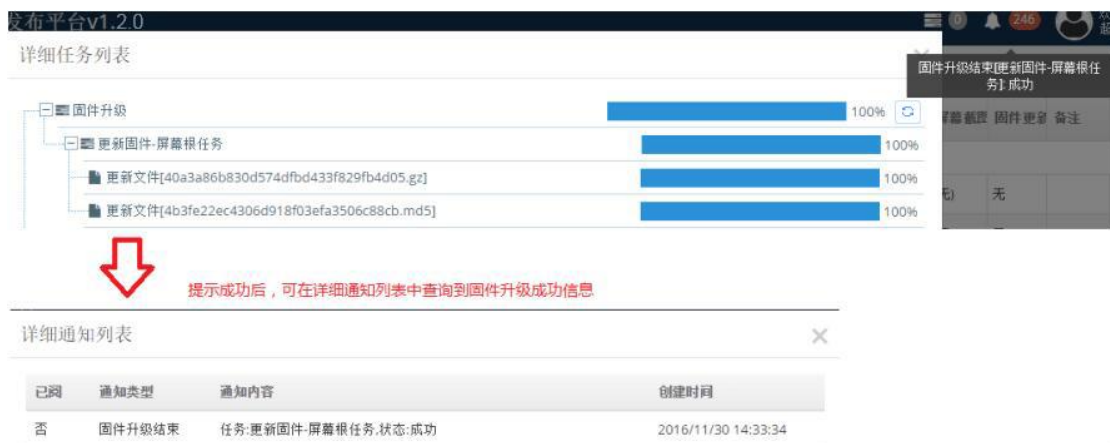 发布平台v1.2.0
0
246
详细任务列表
固件升级结束[更新固件-屏幕根任务]: 成功
固件升级
100%
更新固件-屏幕根任务
100%
更新文件[40a3a86b830d574dfbd433f829fb4d05.gz]
100%
更新文件[4b3fe22ec4306d918f03efa3506c88cb.md5]
100%
屏幕截图 固件更新 备注
无) 无
提示成功后，可在详细通知列表中查询到固件升级成功信息
详细通知列表
已阅 通知类型 通知内容 创建时间
否 固件升级结束 任务:更新固件-屏幕根任务,状态:成功 2016/11/30 14:33:34